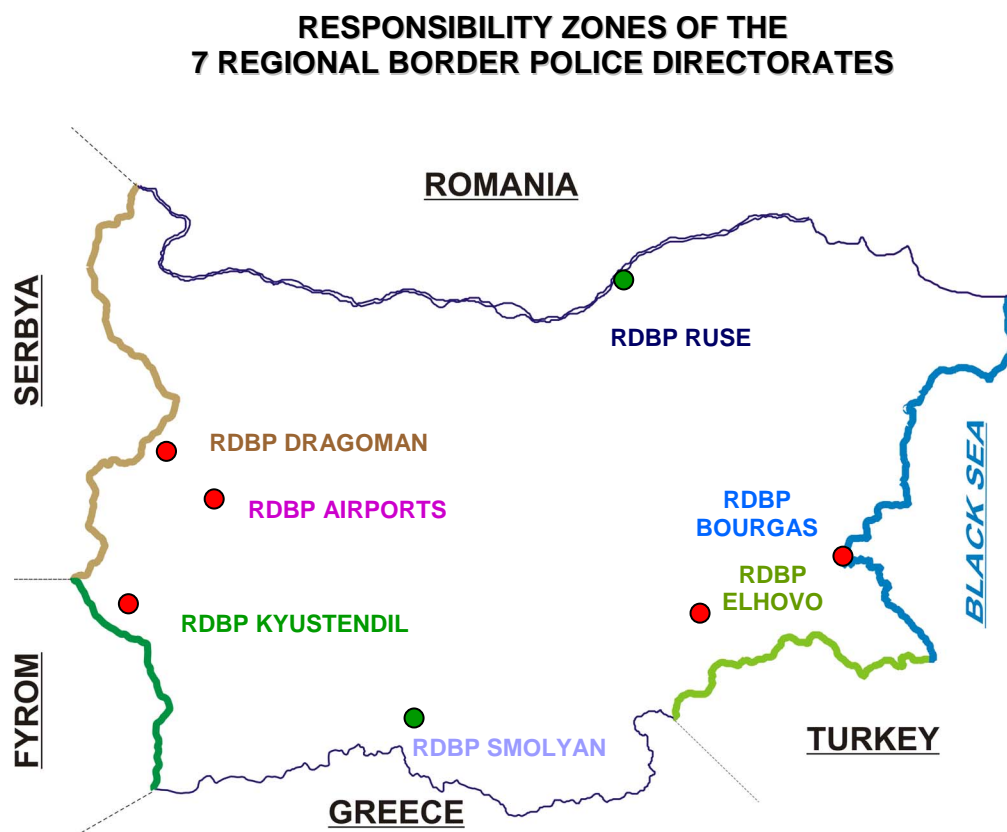 RESPONSIBILITY ZONES OF THE
7 REGIONAL BORDER POLICE DIRECTORATES
ROMANIA
SERBYA
RDBP RUSE
RDBP DRAGOMAN
RDBP AIRPORTS
RDBP
BOURGAS
BLACK SEA
RDBP
ELHOVO
RDBP KYUSTENDIL
FYROM
RDBP SMOLYAN
TURKEY
GREECE